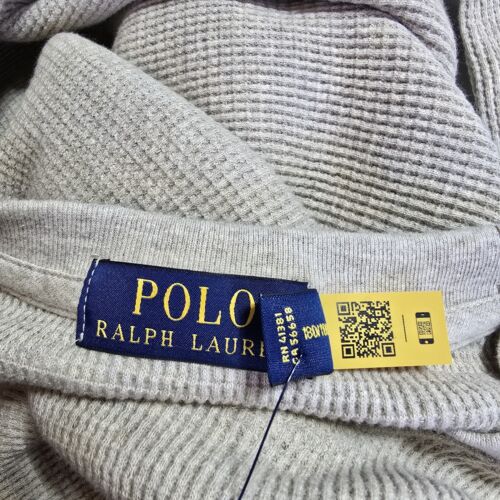 POLO
RALPH LAURE
RN 41381
CA 56658